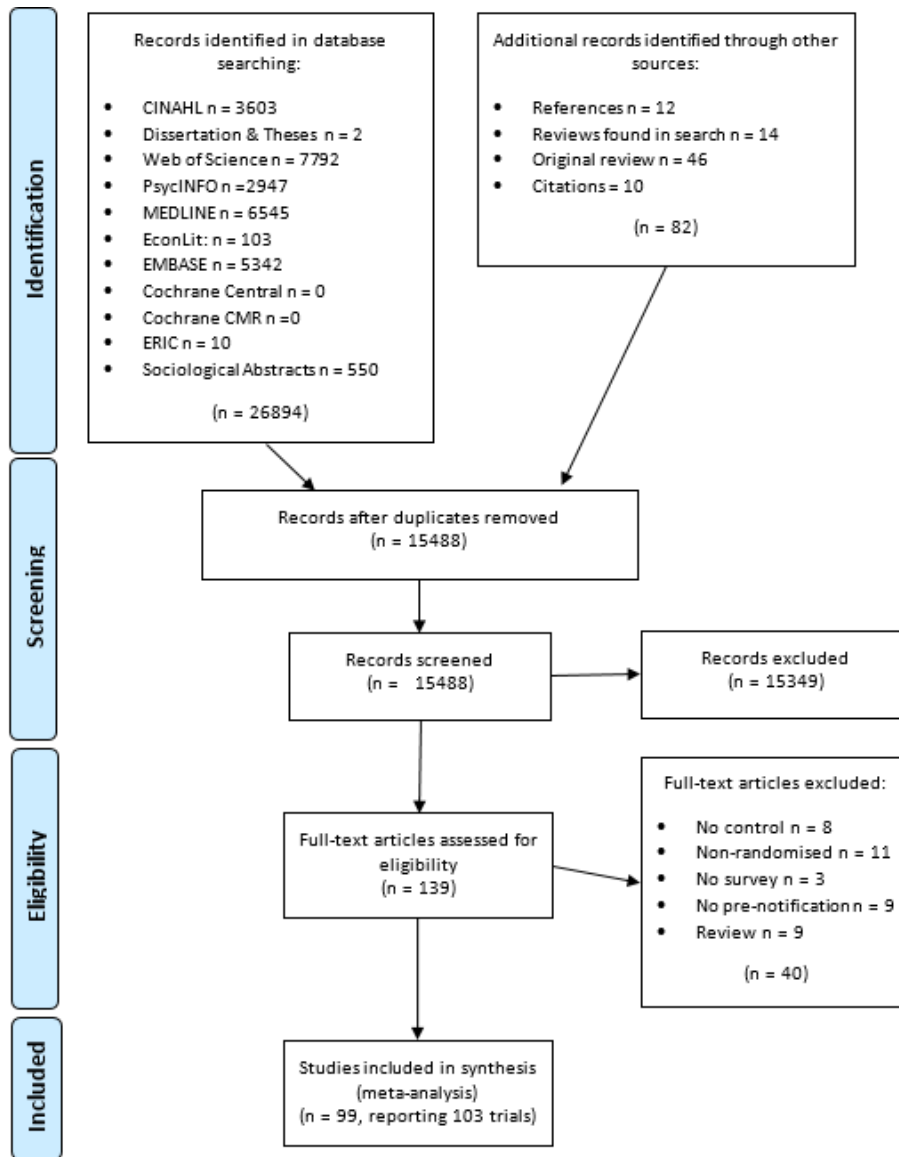 Identification
Records identified in database
searching:
• CINAHL n = 3603
• Dissertation & Theses n = 2
• Web of Science n = 7792
• PsycINFO n =2947
• MEDLINE n = 6545
• EconLit: n = 103
• EMBASE n = 5342
• Cochrane Central n = 0
• Cochrane CMR n =0
• ERIC n = 10
• Sociological Abstracts n = 550
(n = 26894)
Additional records identified through other
sources:
• References n = 12
• Reviews found in search n = 14
• Original review n = 46
• Citations = 10
(n = 82)
Screening
Records after duplicates removed
(n = 15488)
Records screened
(n = 15488)
Records excluded
(n = 15349)
Eligibility
Full-text articles assessed for
eligibility
(n = 139)
Full-text articles excluded:
• No control n = 8
• Non-randomised n = 11
• No survey n = 3
• No pre-notification n = 9
• Review n = 9
(n = 40)
Included
Studies included in synthesis
(meta-analysis)
(n = 99, reporting 103 trials)